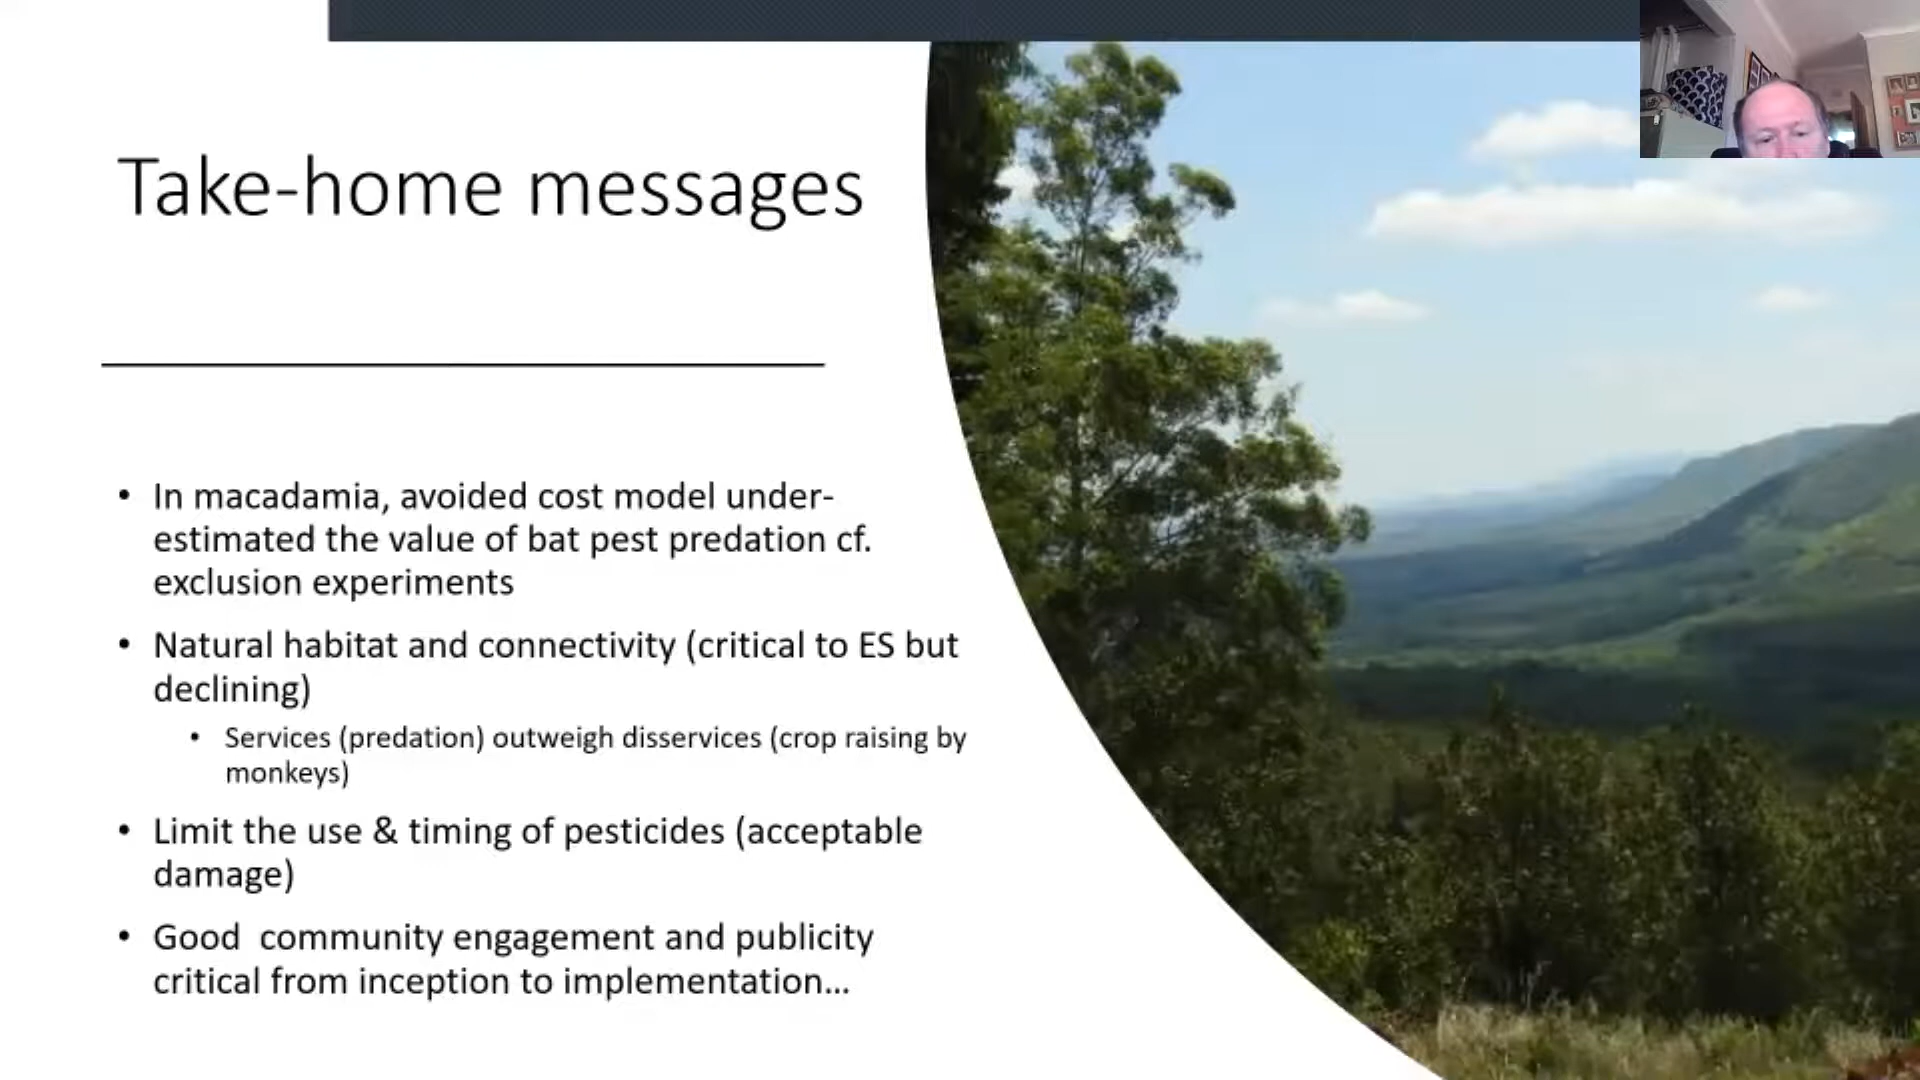 Take-home messages
• In macadamia, avoided cost model under-
estimated the value of bat pest predation cf.
exclusion experiments
• Natural habitat and connectivity (critical to ES but
declining)
• Services (predation) outweigh disservices (crop raising by
monkeys)
• Limit the use & timing of pesticides (acceptable
damage)
• Good  community engagement and publicity
critical from inception to implementation...